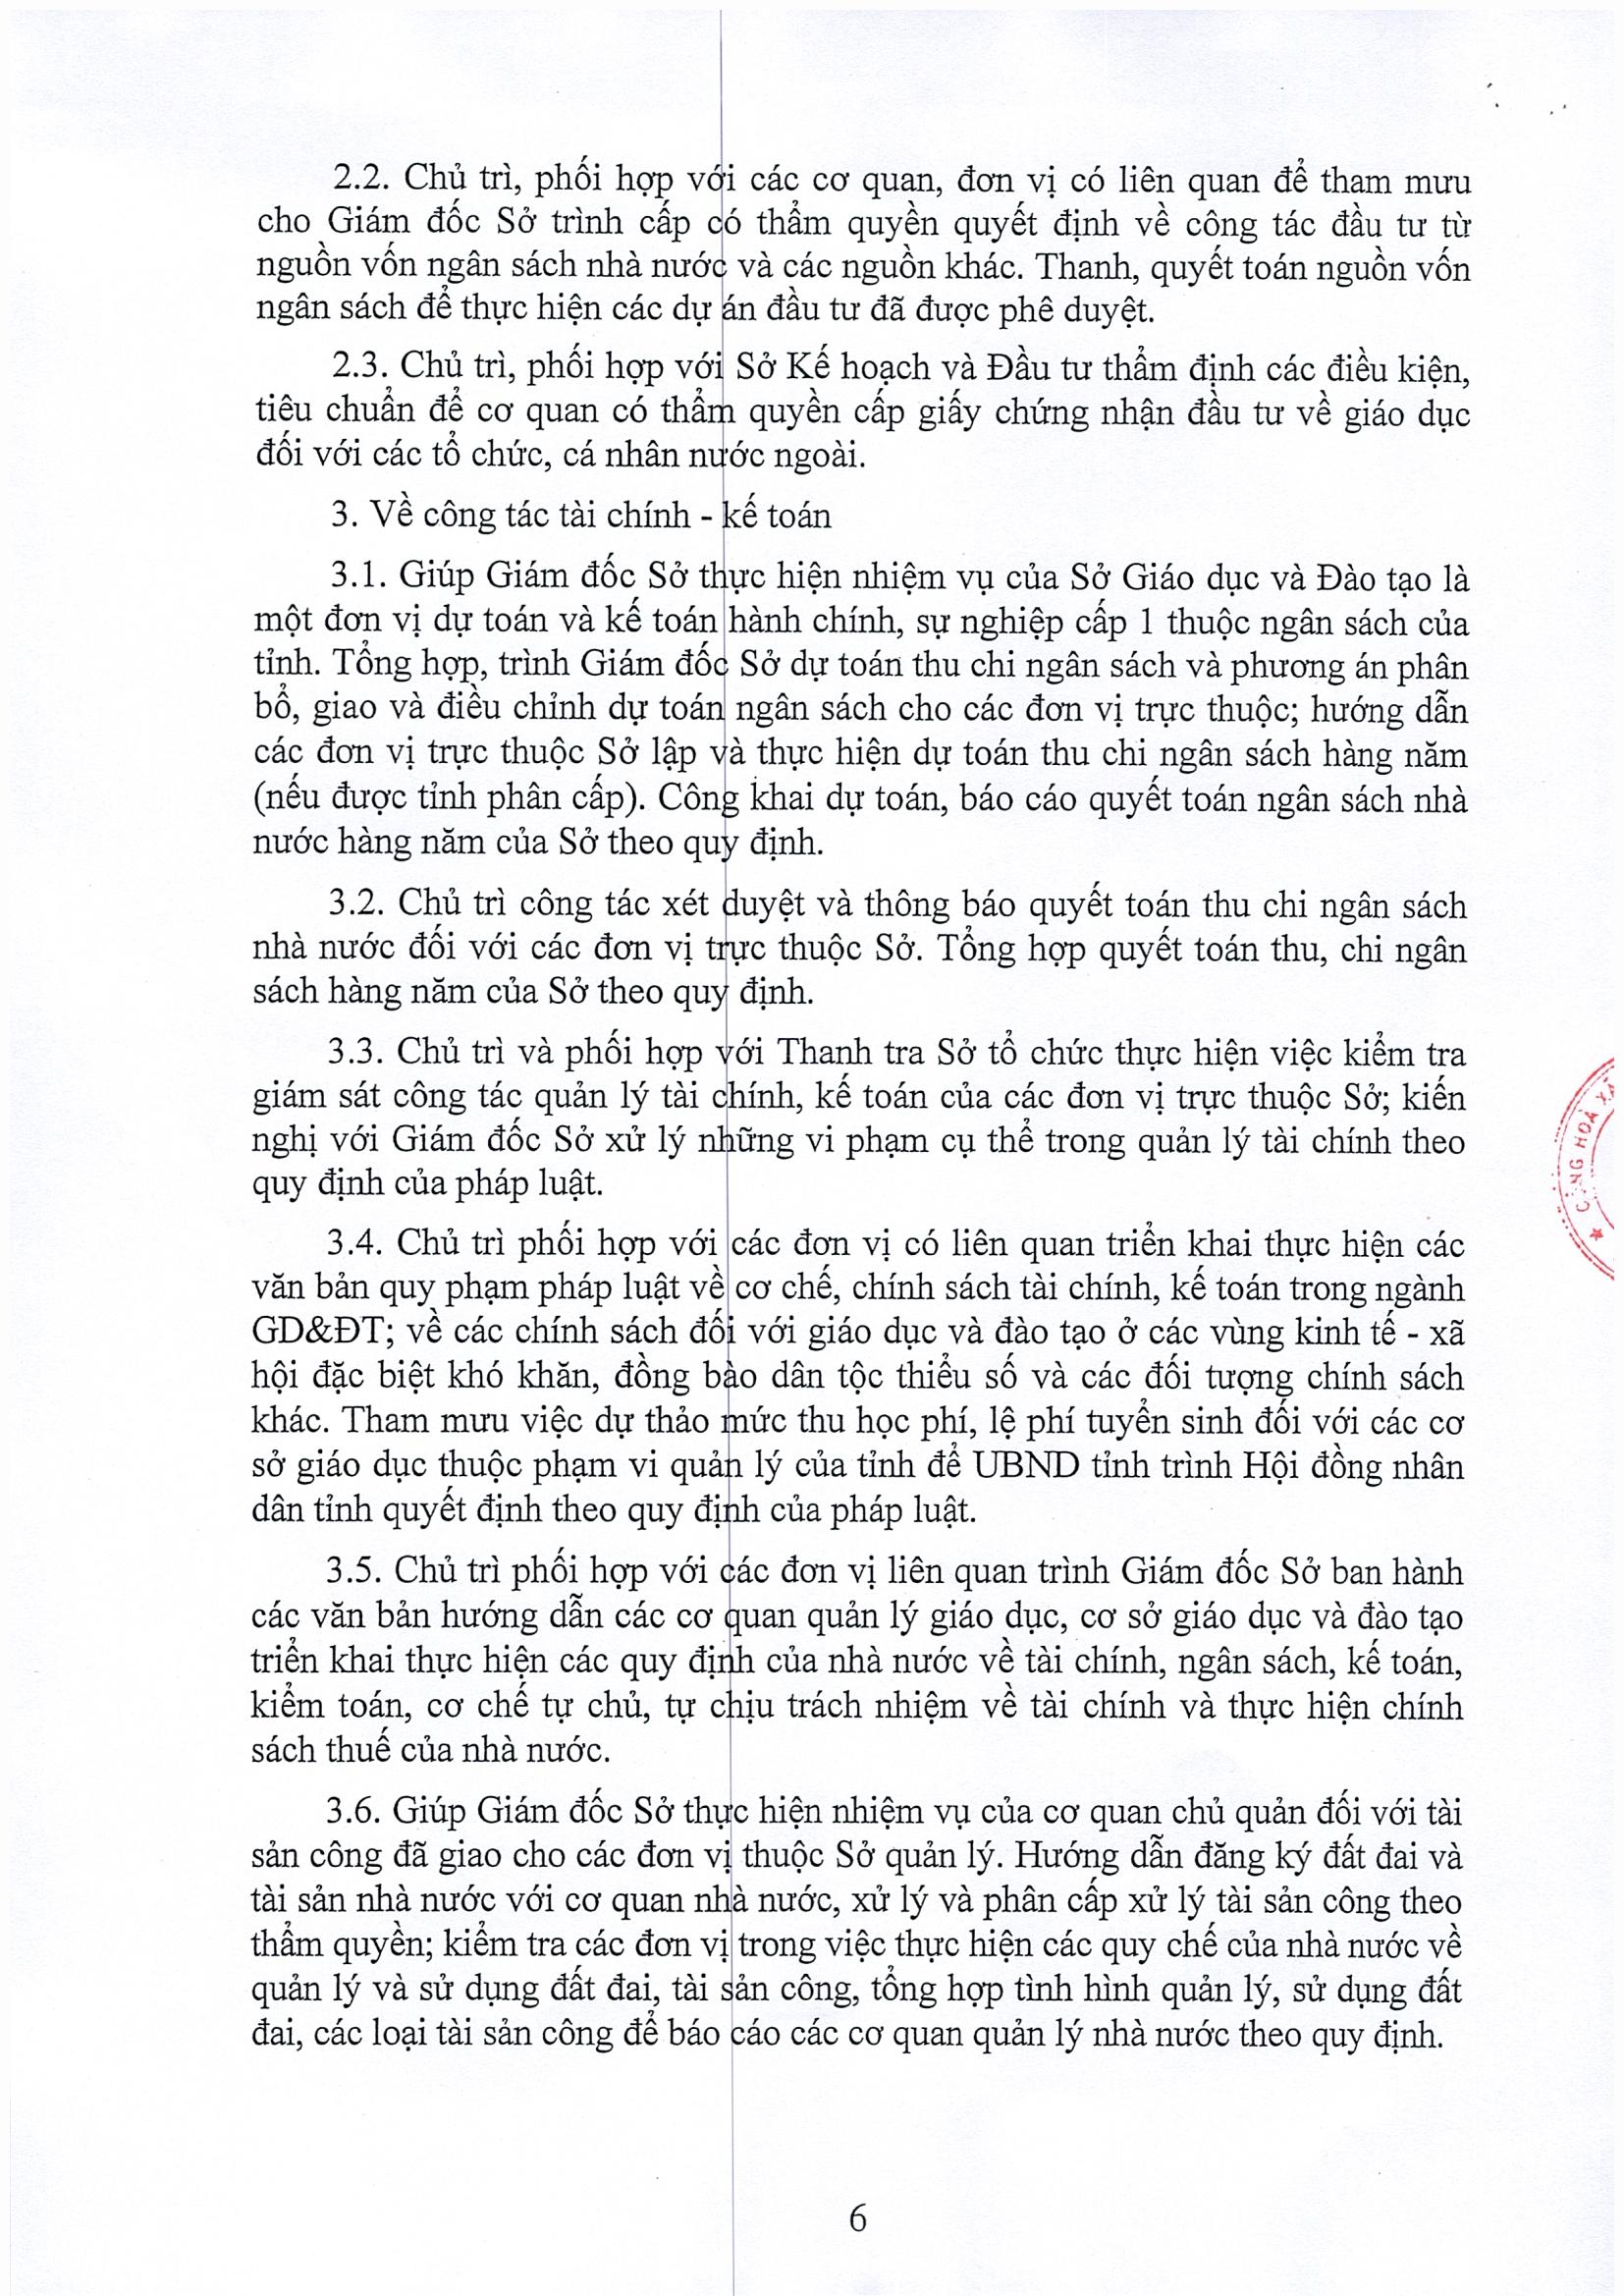 2.2. Chủ trì, phối hợp với các cơ quan, đơn vị có liên quan để tham mưu
cho Giám đốc Sở trình cấp có thẩm quyền quyết định về công tác đầu tư từ
nguồn vốn ngân sách nhà nước và các nguồn khác. Thanh, quyết toán nguồn vốn
ngân sách để thực hiện các dự án đầu tư đã được phê duyệt.
2.3. Chủ trì, phối hợp với Sở Kế hoạch và Đầu tư thẩm định các điều kiện,
tiêu chuẩn để cơ quan có thẩm quyền cấp giấy chứng nhận đầu tư về giáo dục
đối với các tổ chức, cá nhân nước ngoài.
3. Về công tác tài chính - kế toán
3.1. Giúp Giám đốc Sở thực hiện nhiệm vụ của Sở Giáo dục và Đào tạo là
một đơn vị dự toán và kế toán hành chính, sự nghiệp cấp 1 thuộc ngân sách của
tỉnh. Tổng hợp, trình Giám đốc Sở dự toán thu chi ngân sách và phương án phân
bổ, giao và điều chỉnh dự toán ngân sách cho các đơn vị trực thuộc; hướng dẫn
các đơn vị trực thuộc Sở lập và thực hiện dự toán thu chi ngân sách hàng năm
(nếu được tỉnh phân cấp). Công khai dự toán, báo cáo quyết toán ngân sách nhà
nước hàng năm của Sở theo quy định.
3.2. Chủ trì công tác xét duyệt và thông báo quyết toán thu chi ngân sách
nhà nước đối với các đơn vị trực thuộc Sở. Tổng hợp quyết toán thu, chi ngân
sách hàng năm của Sở theo quy định.
3.3. Chủ trì và phối hợp với Thanh tra Sở tổ chức thực hiện việc kiểm tra
giám sát công tác quản lý tài chính, kế toán của các đơn vị trực thuộc Sở; kiến
nghị với Giám đốc Sở xử lý những vi phạm cụ thể trong quản lý tài chính theo
quy định của pháp luật.
3.4. Chủ trì phối hợp với các đơn vị có liên quan triển khai thực hiện các
văn bản quy phạm pháp luật về cơ chế, chính sách tài chính, kế toán trong ngành
GD&ĐT; về các chính sách đối với giáo dục và đào tạo ở các vùng kinh tế - xã
hội đặc biệt khó khăn, đồng bào dân tộc thiểu số và các đối tượng chính sách
khác. Tham mưu việc dự thảo mức thu học phí, lệ phí tuyển sinh đối với các cơ
sở giáo dục thuộc phạm vi quản lý của tỉnh để UBND tỉnh trình Hội đồng nhân
dân tỉnh quyết định theo quy định của pháp luật.
3.5. Chủ trì phối hợp với các đơn vị liên quan trình Giám đốc Sở ban hành
các văn bản hướng dẫn các cơ quan quản lý giáo dục, cơ sở giáo dục và đào tạo
triển khai thực hiện các quy định của nhà nước về tài chính, ngân sách, kế toán,
kiểm toán, cơ chế tự chủ, tự chịu trách nhiệm về tài chính và thực hiện chính
sách thuế của nhà nước.
3.6. Giúp Giám đốc Sở thực hiện nhiệm vụ của cơ quan chủ quản đối với tài
sản công đã giao cho các đơn vị thuộc Sở quản lý. Hướng dẫn đăng ký đất đai và
tài sản nhà nước với cơ quan nhà nước, xử lý và phân cấp xử lý tài sản công theo
thẩm quyền; kiểm tra các đơn vị trong việc thực hiện các quy chế của nhà nước về
quản lý và sử dụng đất đai, tài sản công, tổng hợp tình hình quản lý, sử dụng đất
đai, các loại tài sản công để báo cáo các cơ quan quản lý nhà nước theo quy định.
CỘNG HOÀ XÃ
6